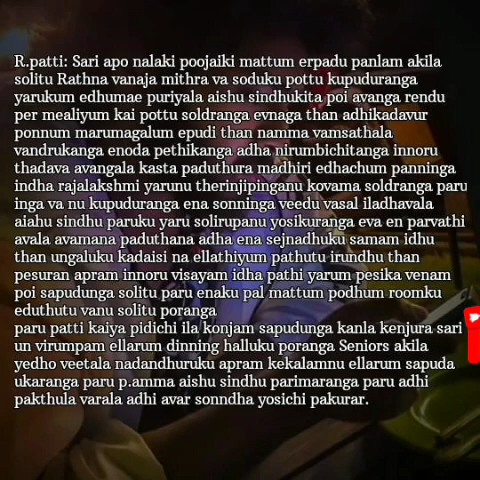 R.patti: Sari apo nalaki poojaiki mattum erpadu panlam akila
solitu Rathna vanaja mithra va soduku pottu kupuduranga
yarukum edhumae puriyala aishu sindhukita poi avanga rendu
per mealiyum kai pottu soldranga evnaga than adhikadavur
ponnum marumagalum epudi than nanma vamsathala
vandrukanga enoda pethikanga adha nirumbichitanga innoru
thadava avangala kasta paduthura madhiri edhachum panninga
indha rajalakshmi yarunu therinjipinganu kovama soldranga paru
inga va nu kupuduranga ena sonninga veedu vasal iladhavala
aiahu sindhu paruku yaru solirupanu yosikuranga eva en parvathi
avala avamana paduthana adha ena sejnadhuku samam idhu
than ungaluku kadaisi na ellathiyum pathutu irundhu than
pesuran apram innoru visayam idha pathi yarum pesika venam
poi sapudunga solitu paru enaku pal mattum podhum roomku
eduthutu vanu solitu poranga
paru patti kaiya pidichi ila konjam sapudunga kanla kenjura sari
un virumpam ellarum dinning halluku poranga Seniors akila
yedho veetala nadandhuruku apram kekalamnu ellarum sapuda
ukaranga paru p.amma aishu sindhu parimaranga paru adhi
pakthula varala adhi avar sonndha yosichi pakurar.